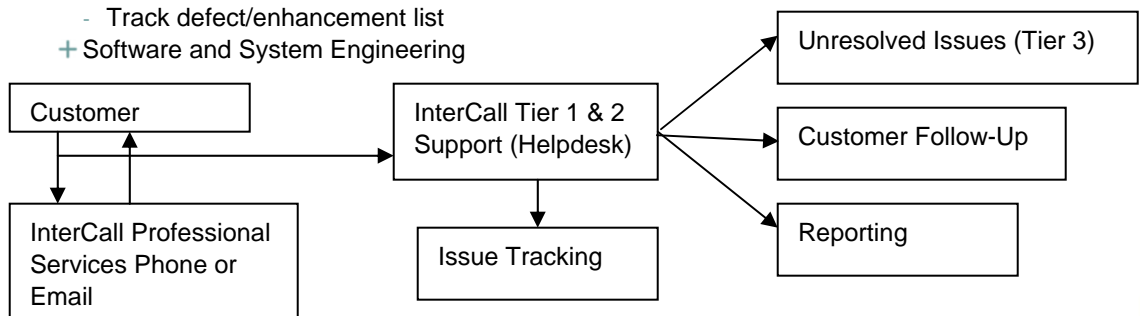 - Track defect/enhancement list
+ Software and System Engineering
Customer
InterCall Professional
Services Phone or
Email
InterCall Tier 1 & 2
Support (Helpdesk)
Issue Tracking
Unresolved Issues (Tier 3)
Customer Follow-Up
Reporting